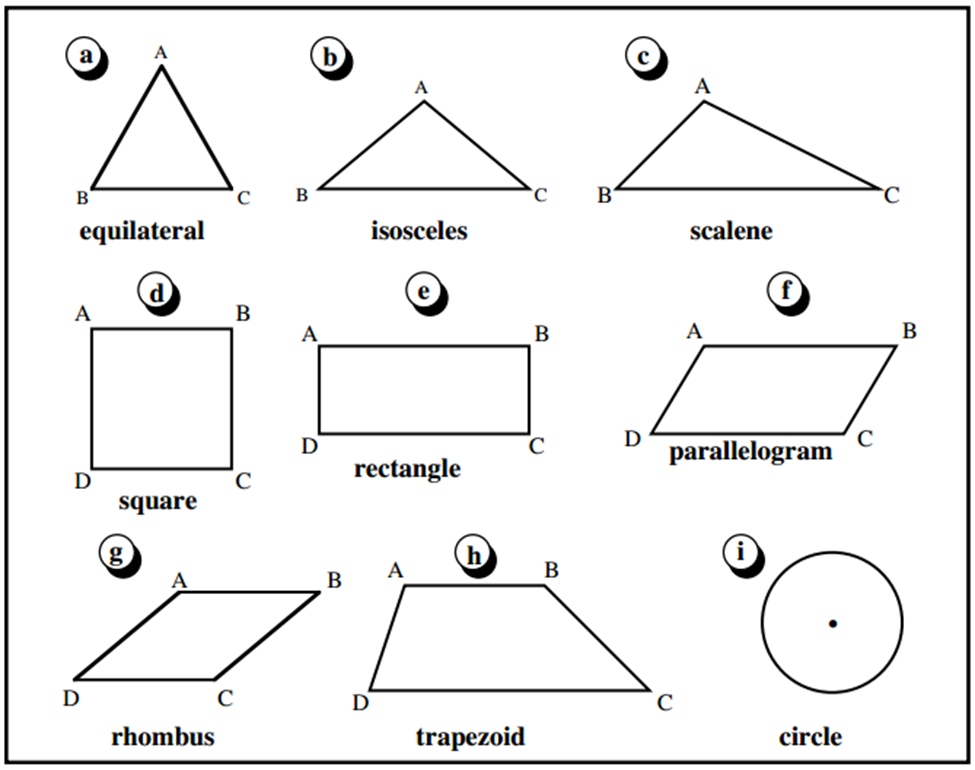 a A b A c A
B C B C B C
equilateral isosceles scalene
d e f
A B A B A B
D C D C D C
square rectangle parallelogram
g A B h A B i
D C D C
rhombus trapezoid circle